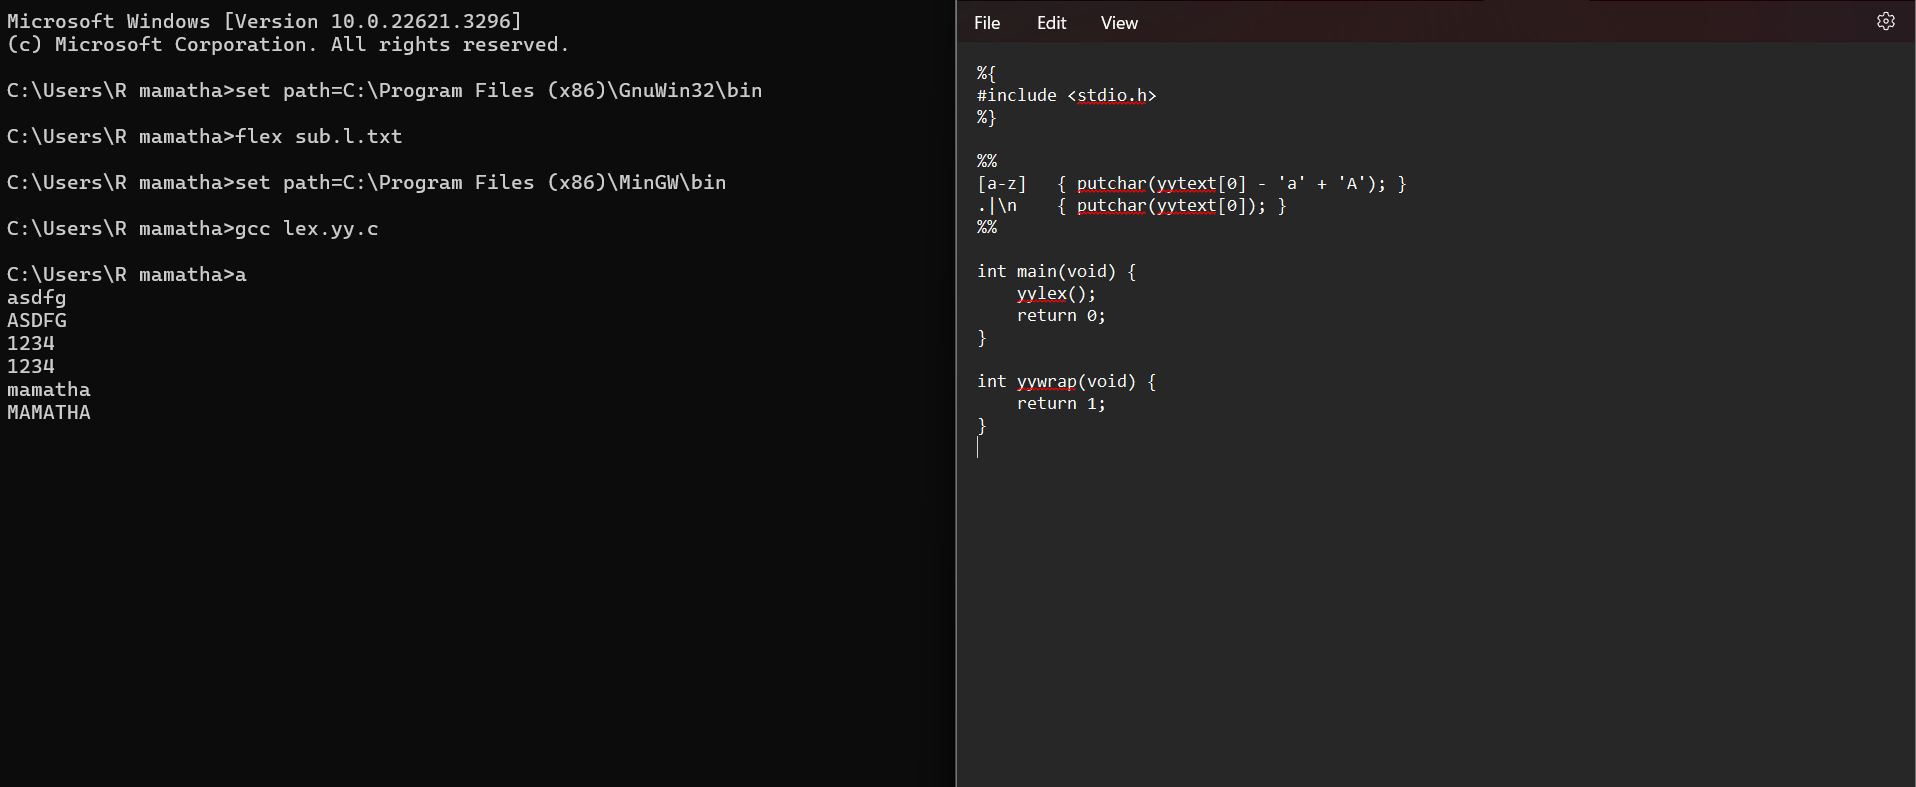 Microsoft Windows [Version 10.0.22621.3296]
(c) Microsoft Corporation. All rights reserved.
C:\Users\R mamatha>set path=C:\Program Files (x86)\GnuWin32\bin
C:\Users\R mamatha>flex sub.l.txt
C:\Users\R mamatha>set path=C:\Program Files (x86)\MinGW\bin
C:\Users\R mamatha>gcc lex.yy.c
C:\Users\R mamatha>a
asdfg
ASDFG
1234
1234
mamatha
MAMATHA
File Edit View
%{
#include <stdio.h>
%}
%%
[a-z]   { putchar(yytext[0] - 'a' + 'A'); }
.|\n    { putchar(yytext[0]); }
%%
int main(void) {
    yylex();
    return 0;
}
int yywrap(void) {
    return 1;
}